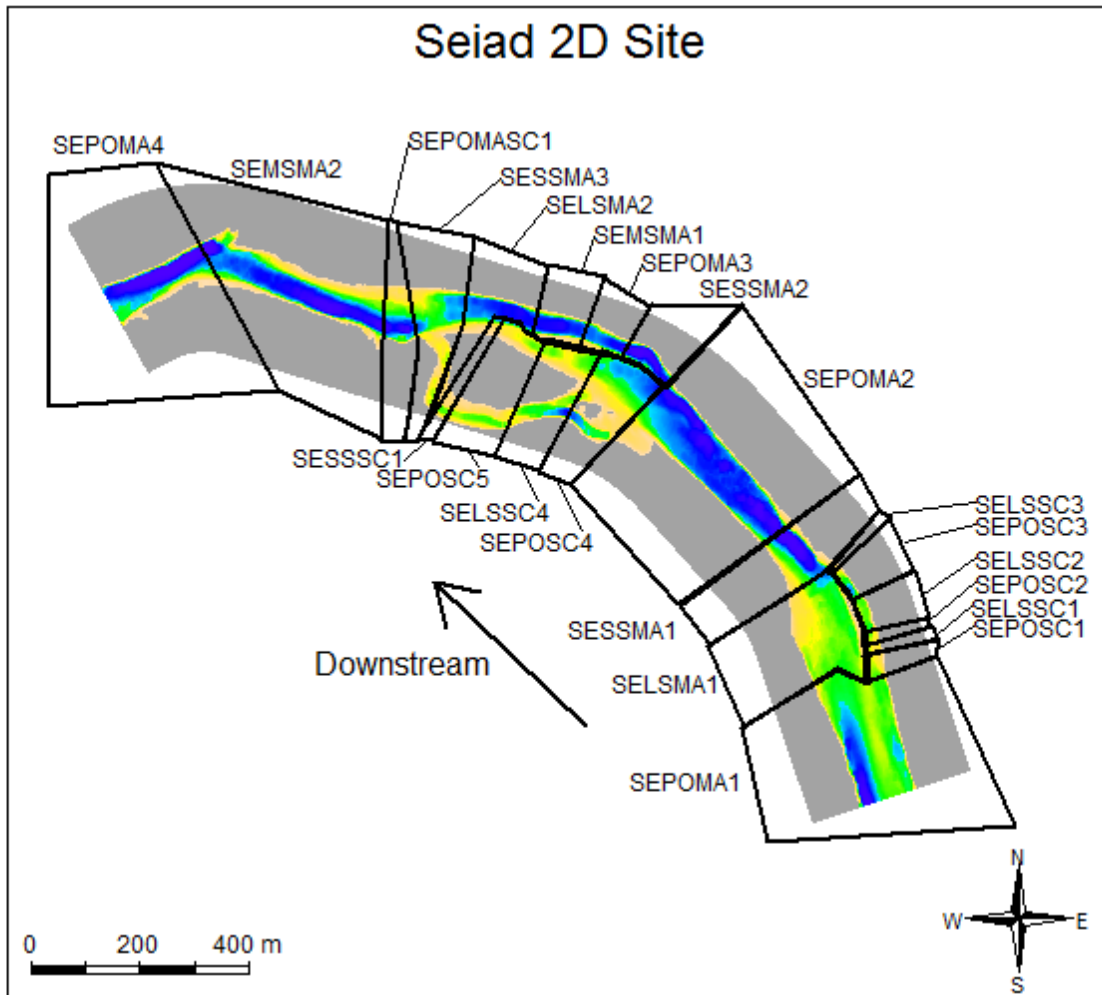 Seiad 2D Site
SEPOMA4
SEPOMASC1
SEMSMA2
SESSMA3
SELSMA2
SEMSMA1
SEPOMA3
SESSMA2
SEPOMA2
SESSSC1
SEPOSC5
SELSSC4
SEPOSC4
SELSSC3
SEPOSC3
SELSSC2
SEPOSC2
SELSSC1
SEPOSC1
SESSMA1
Downstream
SELSMA1
SEPOMA1
N
W E
S
0 200 400 m